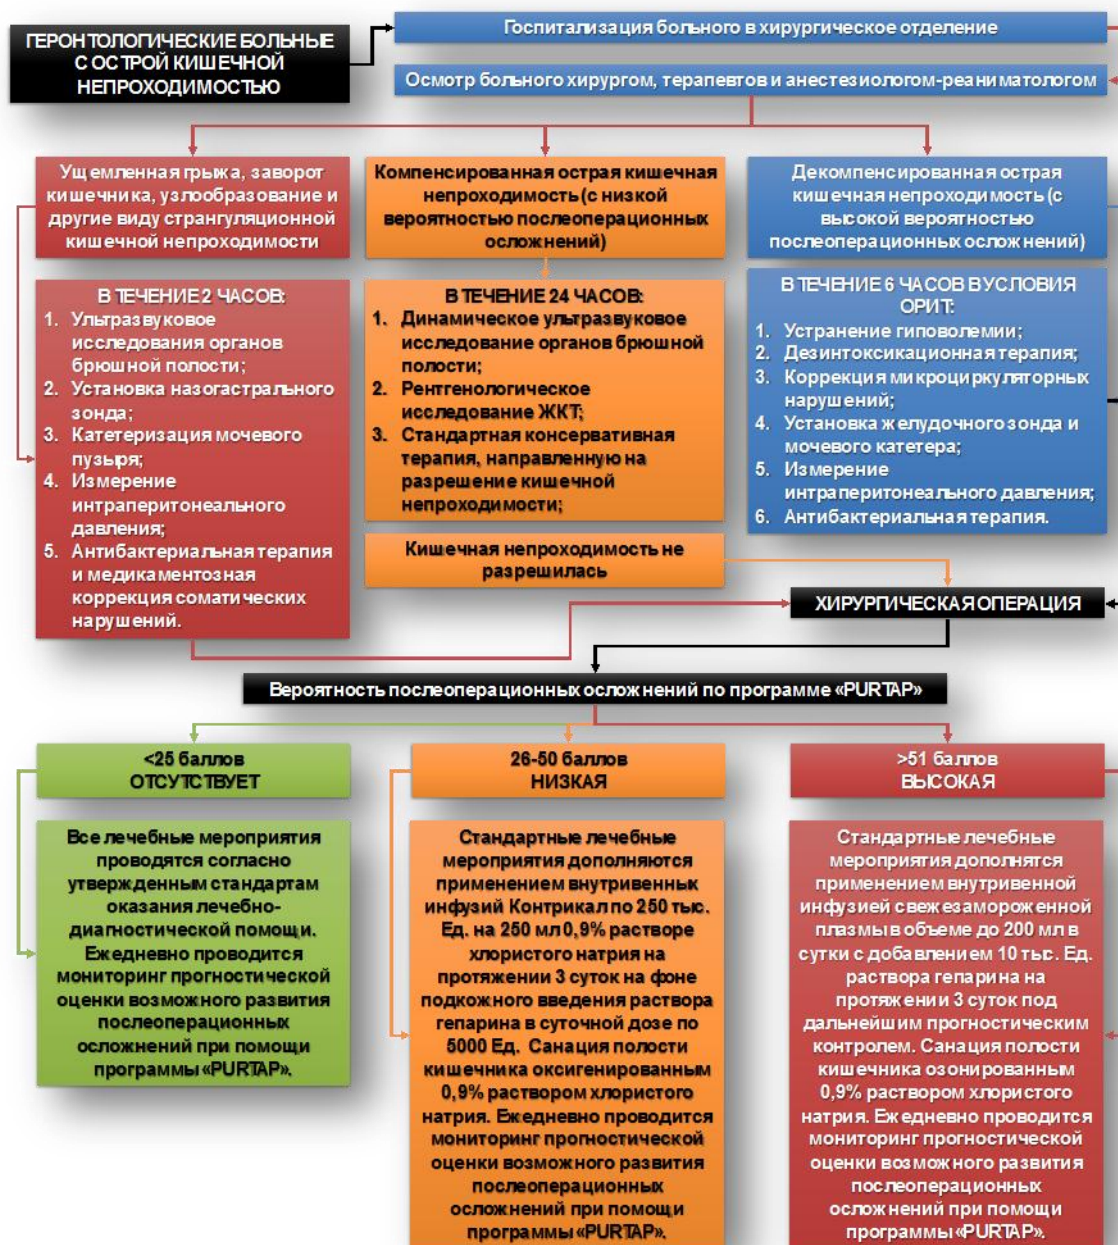 ГЕРОНТОЛОГИЧЕСКИЕ БОЛЬНЫЕ
С ОСТРОЙ КИШЕЧНОЙ
НЕПРОХОДИМОСТЬЮ
Госпитализация больного в хирургическое отделение
Осмотр больного хирургом, терапевтов и анестезиологом-реаниматологом
Ущемленная грыжа, заворот
кишечника, узлообразование и
другие виду странгуляционной
кишечной непроходимости
Компенсированная острая кишечная
непроходимость (с низкой
вероятностью послеоперационных
осложнений)
Декомпенсированная острая
кишечная непроходимость (с
высокой вероятностью
послеоперационных осложнений)
В ТЕЧЕНИЕ 2 ЧАСОВ:
1. Ультразвуковое
исследования органов
брюшной полости;
2. Установка назогастрального
зонда;
3. Катетеризация мочевого
пузыря;
4. Измерение
интраперитонеального
давления;
5. Антибактериальная терапия
и медикаментозная
коррекция соматических
нарушений.
В ТЕЧЕНИЕ 24 ЧАСОВ:
1. Динамическое ультразвуковое
исследование органов брюшной
полости;
2. Рентгенологическое
исследование ЖКТ;
3. Стандартная консервативная
терапия, направленную на
разрешение кишечной
непроходимости;
В ТЕЧЕНИЕ 6 ЧАСОВ В УСЛОВИЯ
ОРИТ:
1. Устранение гиповолемии;
2. Дезинтоксикационная терапия;
3. Коррекция микроциркуляторных
нарушений;
4. Установка желудочного зонда и
мочевого катетера;
5. Измерение
интраперитонеального давления;
6. Антибактериальная терапия.
Кишечная непроходимость не
разрешилась
ХИРУРГИЧЕСКАЯ ОПЕРАЦИЯ
Вероятность послеоперационных осложнений по программе «PURTAP»
<25 баллов
ОТСУТСТВУЕТ
26-50 баллов
НИЗКАЯ
>51 баллов
ВЫСОКАЯ
Все лечебные мероприятия
проводятся согласно
утвержденным стандартам
оказания лечебно-
диагностической помощи.
Ежедневно проводится
мониторинг прогностической
оценки возможного развития
послеоперационных
осложнений при помощи
программы «PURTAP».
Стандартные лечебные
мероприятия дополняются
применением внутривенных
инфузий Контрикал по 250 тыс.
Ед. на 250 мл 0,9% растворе
хлористого натрия на
протяжении 3 суток на фоне
подкожного введения раствора
гепарина в суточной дозе по
5000 Ед. Санация полости
кишечника оксигенированным
0,9% раствором хлористого
натрия. Ежедневно проводится
мониторинг прогностической
оценки возможного развития
послеоперационных
осложнений при помощи
программы «PURTAP».
Стандартные лечебные
мероприятия дополнятся
применением внутривенной
инфузией свежезамороженной
плазмы в объеме до 200 мл в
сутки с добавлением 10 тыс. Ед.
раствора гепарина на
протяжении 3 суток под
дальнейшим прогностическим
контролем. Санация полости
кишечника озонированным
0,9% раствором хлористого
натрия. Ежедневно проводится
мониторинг прогностической
оценки возможного развития
послеоперационных
осложнений при помощи
программы «PURTAP».